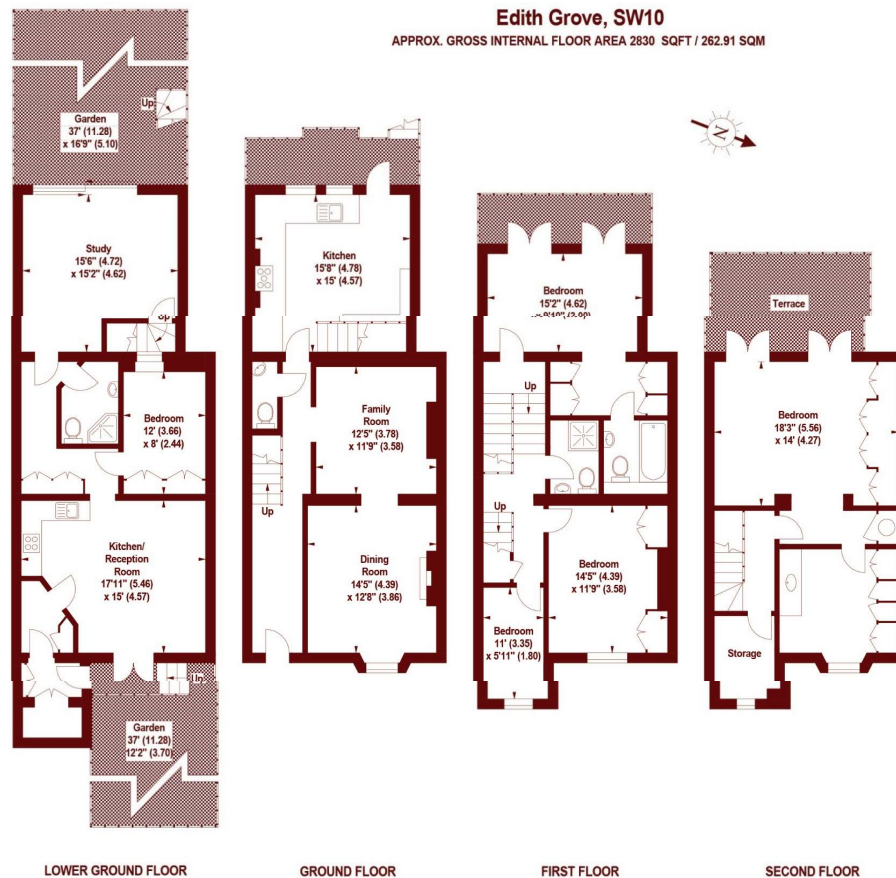 Edith Grove, SW10
APPROX. GROSS INTERNAL FLOOR AREA 2830 SQFT / 262.91 SQM
N
Garden
37' (11.28)
x 16'9" (5.10)
Up
Study
15'6" (4.72)
x 15'2" (4.62)
Up
Bedroom
12' (3.66)
x 8' (2.44)
Kitchen/
Reception
Room
17'11" (5.46)
x 15' (4.57)
Up
Garden
37' (11.28)
12'2" (3.70)
LOWER GROUND FLOOR
Kitchen
15'8" (4.78)
x 15' (4.57)
Family
Room
12'5" (3.78)
x 11'9" (3.58)
Up
Dining
Room
14'5" (4.39)
x 12'8" (3.86)
GROUND FLOOR
Bedroom
15'2" (4.62)
Up
Up
Bedroom
14'5" (4.39)
x 11'9" (3.58)
Bedroom
11' (3.35)
x 5'11" (1.80)
FIRST FLOOR
Terrace
Bedroom
18'3" (5.56)
x 14' (4.27)
Storage
SECOND FLOOR